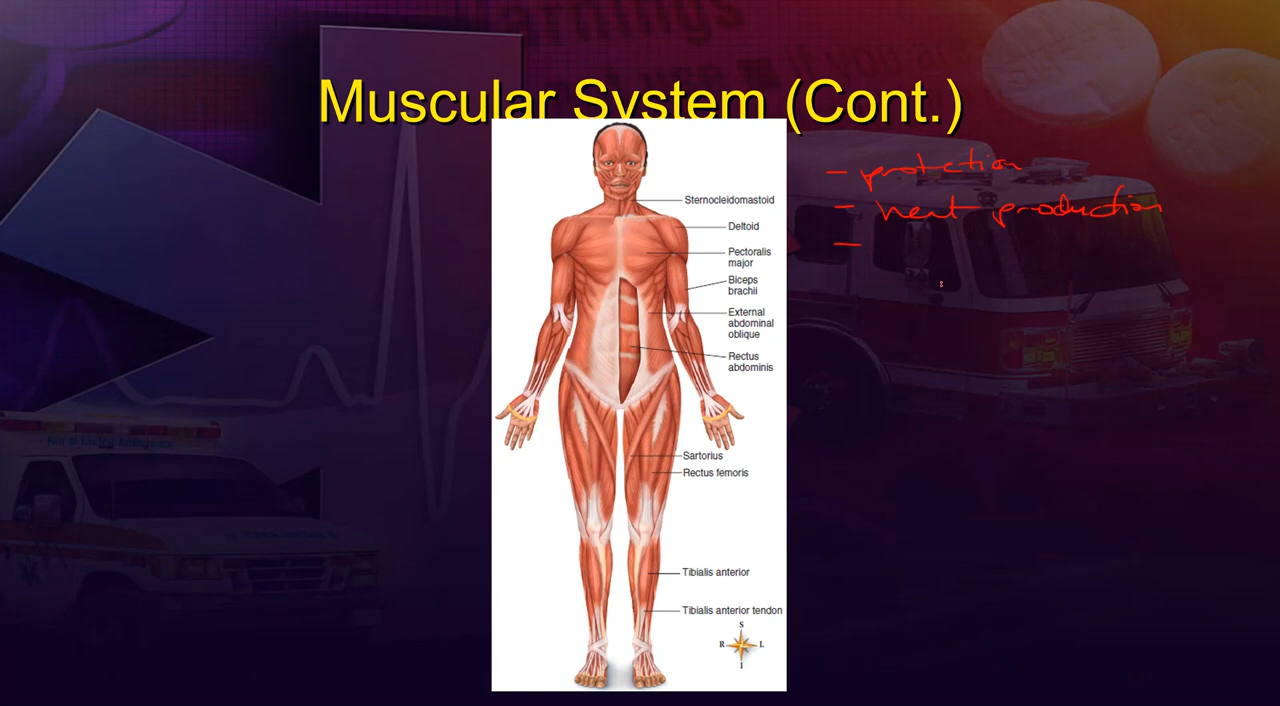 Muscular System (Cont.)
- protection
- heat production
-
Sternocleidomastoid
Deltoid
Pectoralis
major
Biceps
brachii
External
abdominal
oblique
Rectus
abdominis
Sartorius
Rectus femoris
Tibialis anterior
Tibialis anterior tendon
S
R L
I